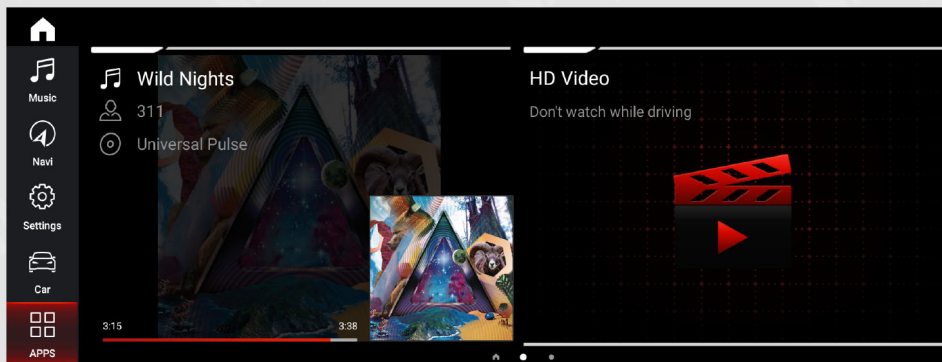 Music
Navi
Settings
Car
APPS
Wild Nights
311
Universal Pulse
3:15
3:38
HD Video
Don't watch while driving